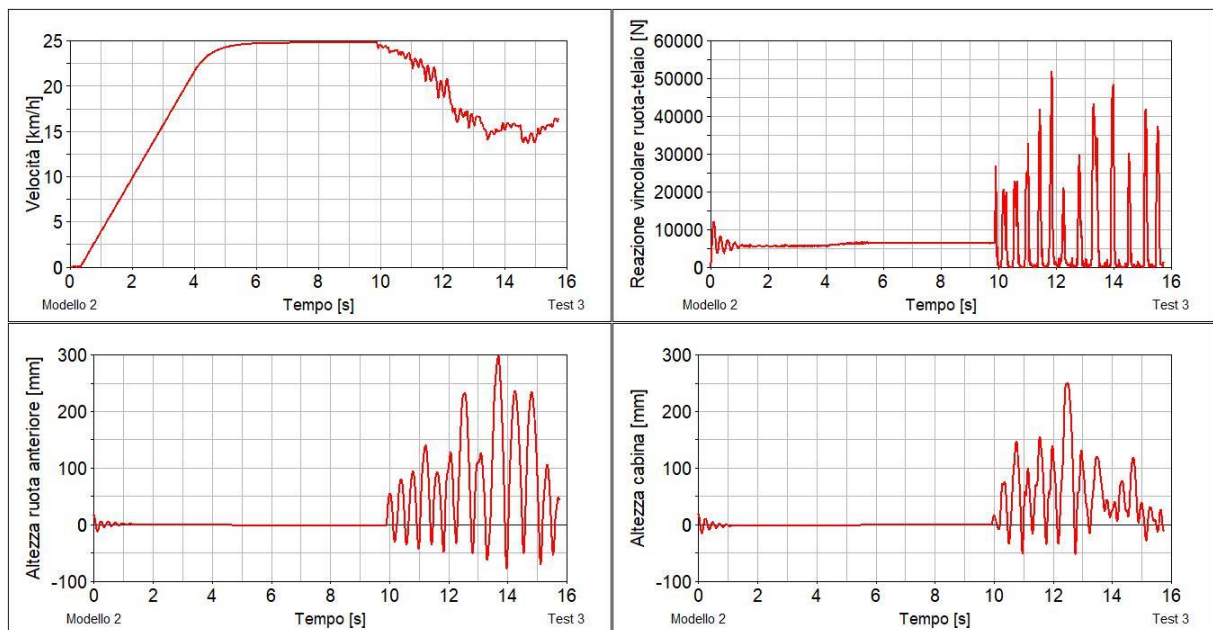 Velocità [km/h]
25
20
15
10
5
0
0 2 4 6 8 10 12 14 16
Modello 2 Tempo [s] Test 3
Reazione vincolare ruota-telaio [N]
60000
50000
40000
30000
20000
10000
0
0 2 4 6 8 10 12 14 16
Modello 2 Tempo [s] Test 3
Altezza ruota anteriore [mm]
300
200
100
0
-100
0 2 4 6 8 10 12 14 16
Modello 2 Tempo [s] Test 3
Altezza cabina [mm]
300
200
100
0
-100
0 2 4 6 8 10 12 14 16
Modello 2 Tempo [s] Test 3